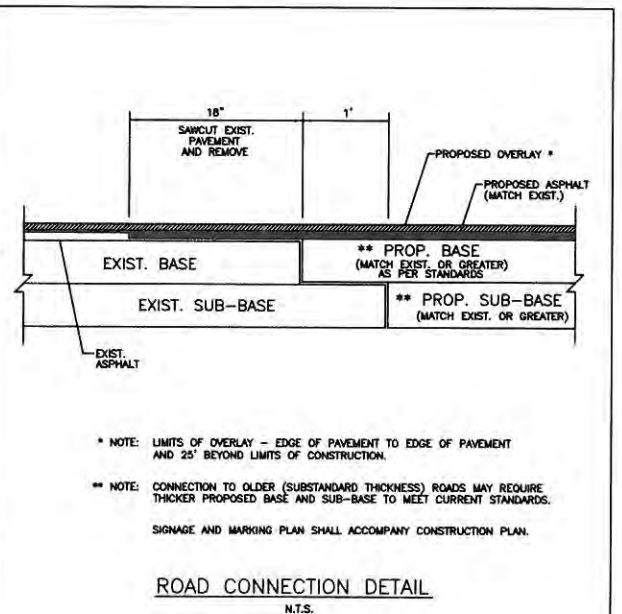 18" 1'
SAWCUT EXIST.
PAVEMENT
AND REMOVE
PROPOSED OVERLAY *
PROPOSED ASPHALT
(MATCH EXIST.)
EXIST. BASE
** PROP. BASE
(MATCH EXIST. OR GREATER)
AS PER STANDARDS
EXIST. SUB-BASE
** PROP. SUB-BASE
(MATCH EXIST. OR GREATER)
EXIST.
ASPHALT
* NOTE: LIMITS OF OVERLAY - EDGE OF PAVEMENT TO EDGE OF PAVEMENT
AND 25' BEYOND LIMITS OF CONSTRUCTION.
** NOTE: CONNECTION TO OLDER (SUBSTANDARD THICKNESS) ROADS MAY REQUIRE
THICKER PROPOSED BASE AND SUB-BASE TO MEET CURRENT STANDARDS.
SIGNAGE AND MARKING PLAN SHALL ACCOMPANY CONSTRUCTION PLAN.
ROAD CONNECTION DETAIL
N.T.S.